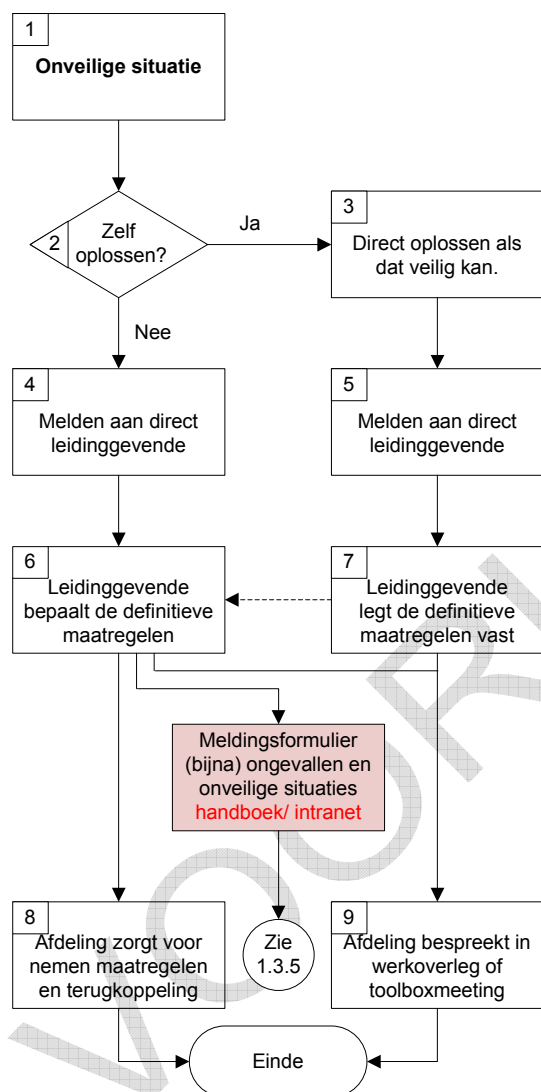 1
Onveilige situatie
2
Zelf
oplossen?
Ja
3
Direct oplossen als
dat veilig kan.
Nee
4
Melden aan direct
leidinggevende
5
Melden aan direct
leidinggevende
6
Leidinggevende
bepaalt de definitieve
maatregelen
7
Leidinggevende
legt de definitieve
maatregelen vast
Meldingsformulier
(bijna) ongevallen en
onveilige situaties
handboek/ intranet
8
Afdeling zorgt voor
nemen maatregelen
en terugkoppeling
Zie
1.3.5
9
Afdeling bespreekt in
werkoverleg of
toolboxmeeting
Einde
VOOR